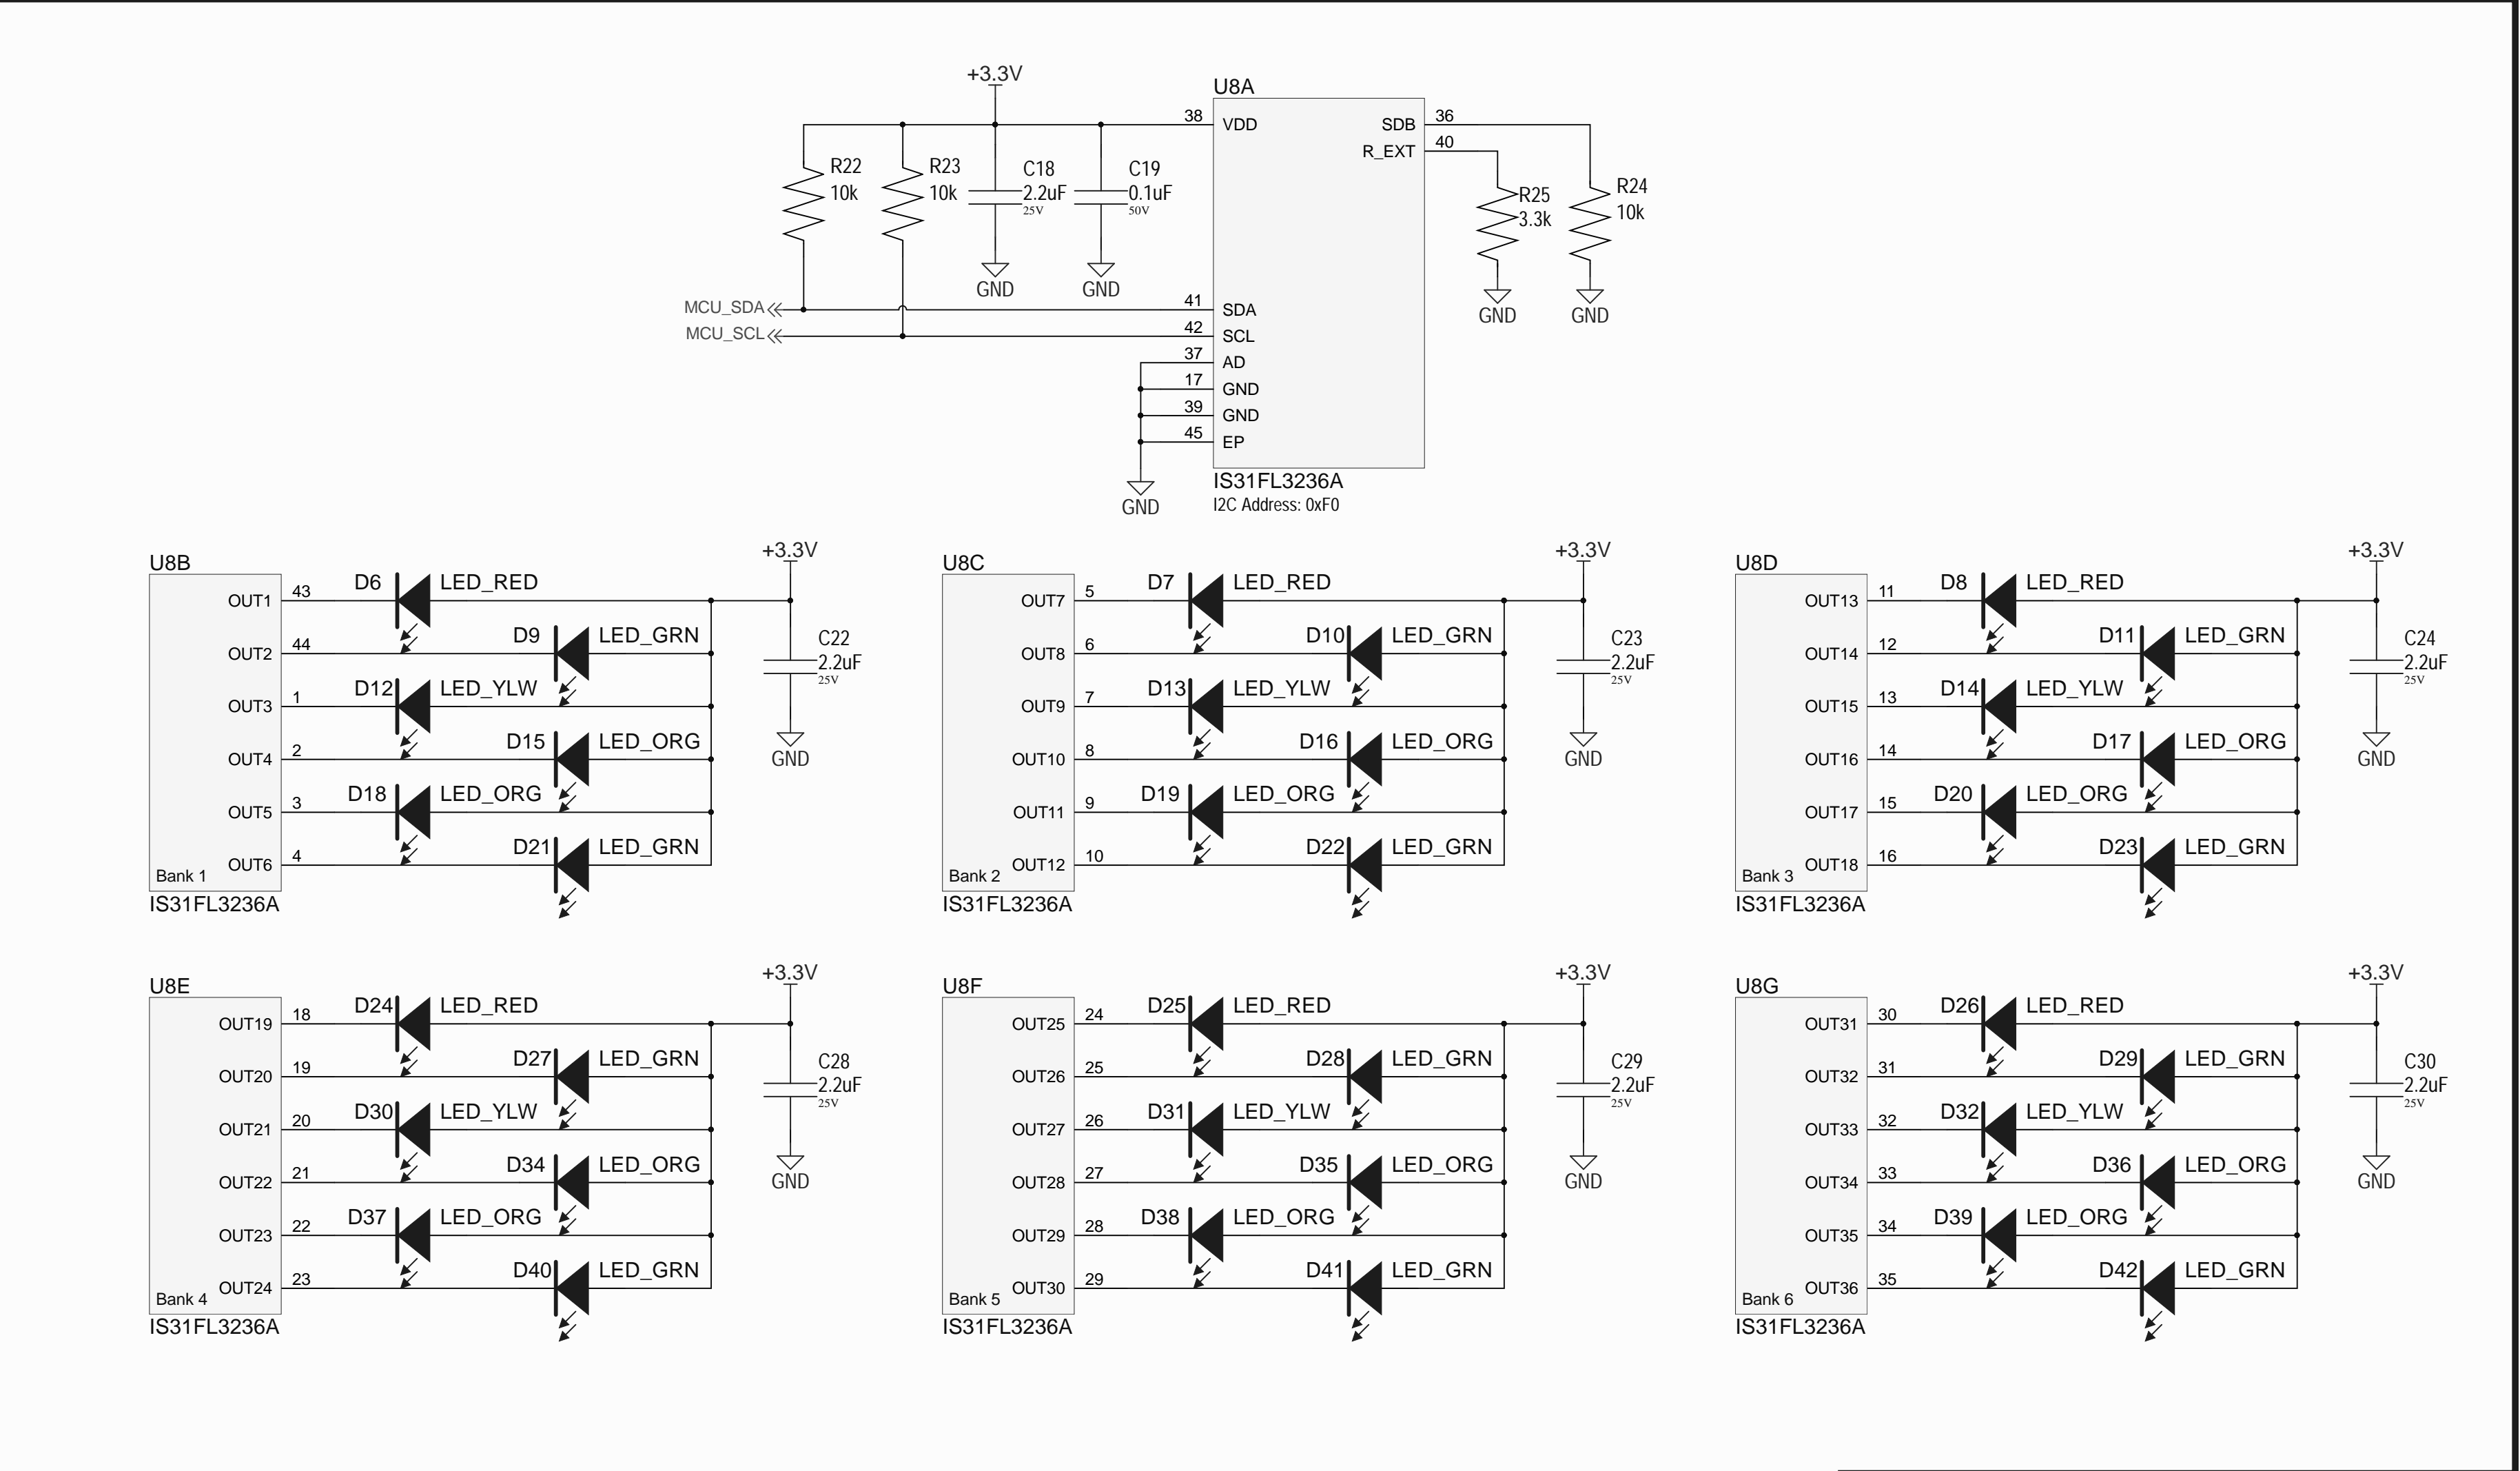 +3.3V
U8A
38 VDD
SDB 36
R_EXT 40
R22
10k
R23
10k
C18
2.2uF
25V
C19
0.1uF
50V
GND
GND
R25
3.3k
R24
10k
GND
GND
MCU_SDA
41 SDA
MCU_SCL
42 SCL
37 AD
17 GND
39 GND
45 EP
GND
IS31FL3236A
I2C Address: 0xF0
U8B
+3.3V
OUT1 43 D6 LED_RED
OUT2 44 D9 LED_GRN
OUT3 1 D12 LED_YLW
OUT4 2 D15 LED_ORG
OUT5 3 D18 LED_ORG
OUT6 4 D21 LED_GRN
Bank 1
IS31FL3236A
C22
2.2uF
25V
GND
U8C
+3.3V
OUT7 5 D7 LED_RED
OUT8 6 D10 LED_GRN
OUT9 7 D13 LED_YLW
OUT10 8 D16 LED_ORG
OUT11 9 D19 LED_ORG
OUT12 10 D22 LED_GRN
Bank 2
IS31FL3236A
C23
2.2uF
25V
GND
U8D
+3.3V
OUT13 11 D8 LED_RED
OUT14 12 D11 LED_GRN
OUT15 13 D14 LED_YLW
OUT16 14 D17 LED_ORG
OUT17 15 D20 LED_ORG
OUT18 16 D23 LED_GRN
Bank 3
IS31FL3236A
C24
2.2uF
25V
GND
U8E
+3.3V
OUT19 18 D24 LED_RED
OUT20 19 D27 LED_GRN
OUT21 20 D30 LED_YLW
OUT22 21 D34 LED_ORG
OUT23 22 D37 LED_ORG
OUT24 23 D40 LED_GRN
Bank 4
IS31FL3236A
C28
2.2uF
25V
GND
U8F
+3.3V
OUT25 24 D25 LED_RED
OUT26 25 D28 LED_GRN
OUT27 26 D31 LED_YLW
OUT28 27 D35 LED_ORG
OUT29 28 D38 LED_ORG
OUT30 29 D41 LED_GRN
Bank 5
IS31FL3236A
C29
2.2uF
25V
GND
U8G
+3.3V
OUT31 30 D26 LED_RED
OUT32 31 D29 LED_GRN
OUT33 32 D32 LED_YLW
OUT34 33 D36 LED_ORG
OUT35 34 D39 LED_ORG
OUT36 35 D42 LED_GRN
Bank 6
IS31FL3236A
C30
2.2uF
25V
GND